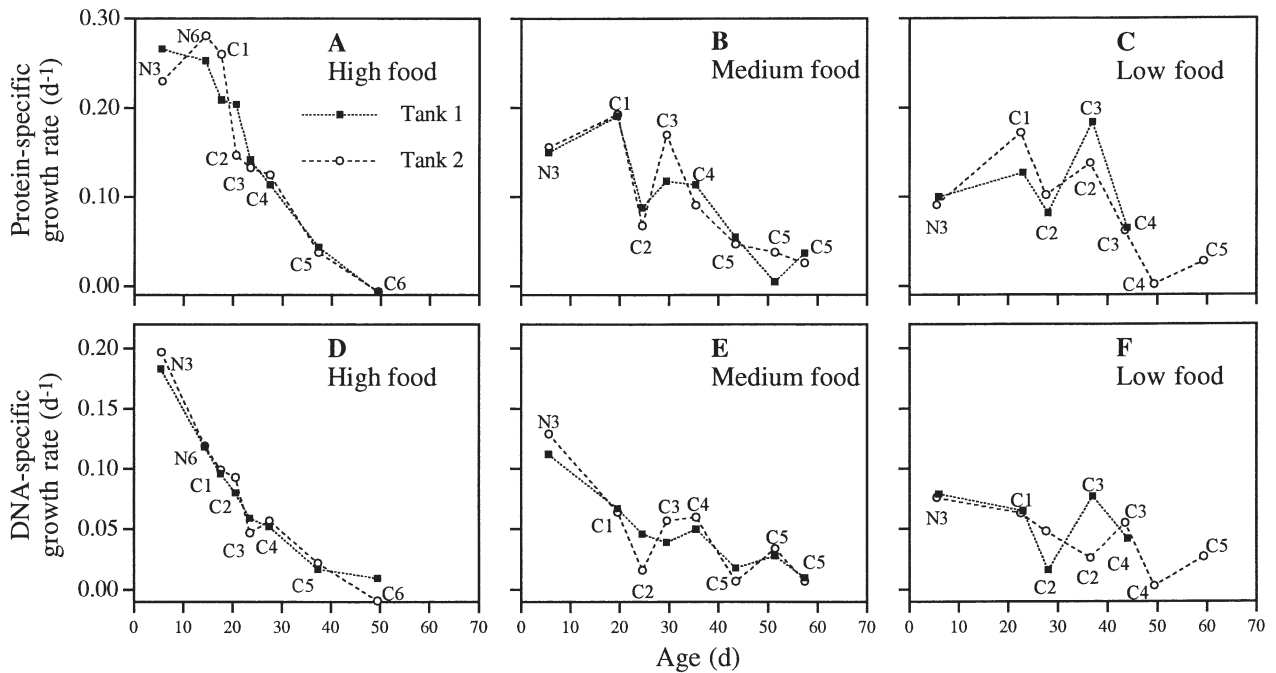 Protein-specific
growth rate (d-1)
0.30
0.20
0.10
0.00
A
High food
Tank 1
Tank 2
N3
N6
C1
C2
C3
C4
C5
C6
B
Medium food
N3
C1
C2
C3
C4
C5
C5
C5
C
Low food
N3
C1
C2
C3
C2
C3
C4
C4
C5
DNA-specific
growth rate (d-1)
0.20
0.15
0.10
0.05
0.00
D
High food
N3
N6
C1
C2
C3
C4
C5
C6
E
Medium food
N3
C1
C2
C3
C4
C5
C5
C5
F
Low food
N3
C1
C2
C3
C2
C3
C4
C4
C5
0 10 20 30 40 50 60 70
0 10 20 30 40 50 60 70
0 10 20 30 40 50 60 70
Age (d)